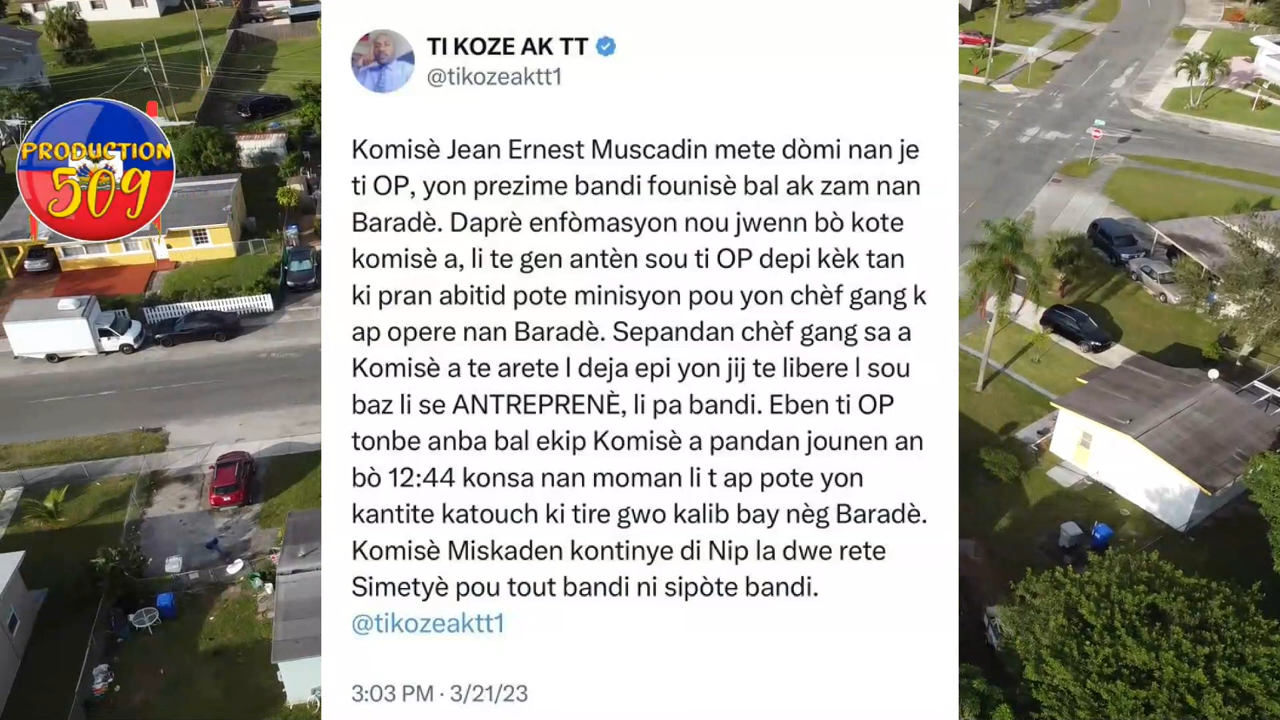 PRODUCTION
509
TI KOZE AK TT
@tikozeaktt1
Komisè Jean Ernest Muscadin mete dòmi nan je
ti OP, yon prezime bandi founisè bal ak zam nan
Baradè. Daprè enfòmasyon nou jwenn bò kote
komisè a, li te gen antèn sou ti OP depi kèk tan
ki pran abitid pote minisyon pou yon chèf gang k
ap opere nan Baradè. Sepandan chèf gang sa a
Komisè a te arete l deja epi yon jij te libere l sou
baz li se ANTREPRENÈ, li pa bandi. Eben ti OP
tonbe anba bal ekip Komisè a pandan jounen an
bò 12:44 konsa nan moman li t ap pote yon
kantite katouch ki tire gwo kalib bay nèg Baradè.
Komisè Miskaden kontinye di Nip la dwe rete
Simetyè pou tout bandi ni sipòte bandi.
@tikozeaktt1
3:03 PM · 3/21/23